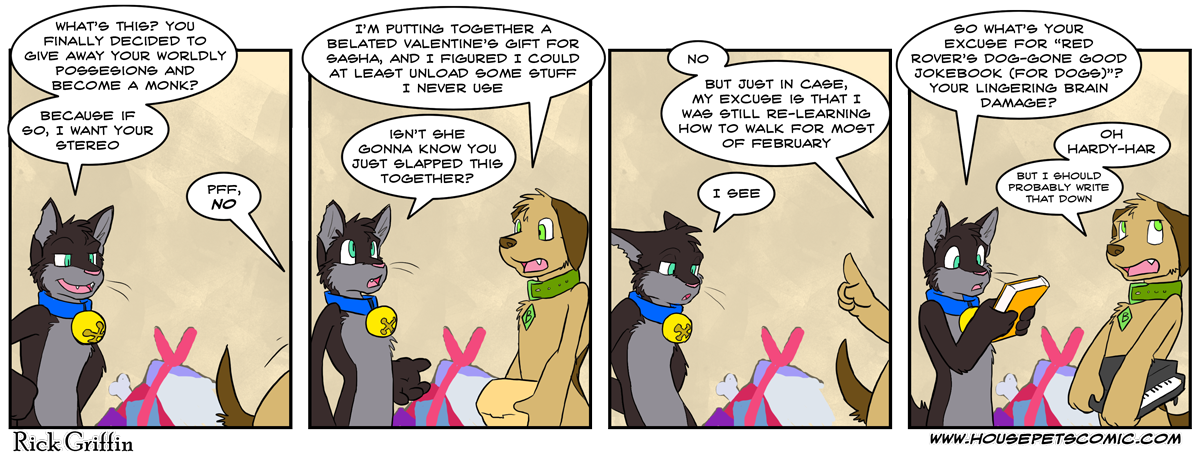 WHAT'S THIS? YOU
FINALLY DECIDED TO
GIVE AWAY YOUR WORLDLY
POSSESIONS AND
BECOME A MONK?
BECAUSE IF
SO, I WANT YOUR
STEREO
PFF,
NO
I'M PUTTING TOGETHER A
BELATED VALENTINE'S GIFT FOR
SASHA, AND I FIGURED I COULD
AT LEAST UNLOAD SOME STUFF
I NEVER USE
ISN'T SHE
GONNA KNOW YOU
JUST SLAPPED THIS
TOGETHER?
B
NO
BUT JUST IN CASE,
MY EXCUSE IS THAT I
WAS STILL RE-LEARNING
HOW TO WALK FOR MOST
OF FEBRUARY
I SEE
SO WHAT'S YOUR
EXCUSE FOR "RED
ROVER'S DOG-GONE GOOD
JOKEBOOK (FOR DOGS)"?
YOUR LINGERING BRAIN
DAMAGE?
OH
HARDY-HAR
BUT I SHOULD
PROBABLY WRITE
THAT DOWN
B
Rick Griffin
WWW.HOUSEPETSCOMIC.COM